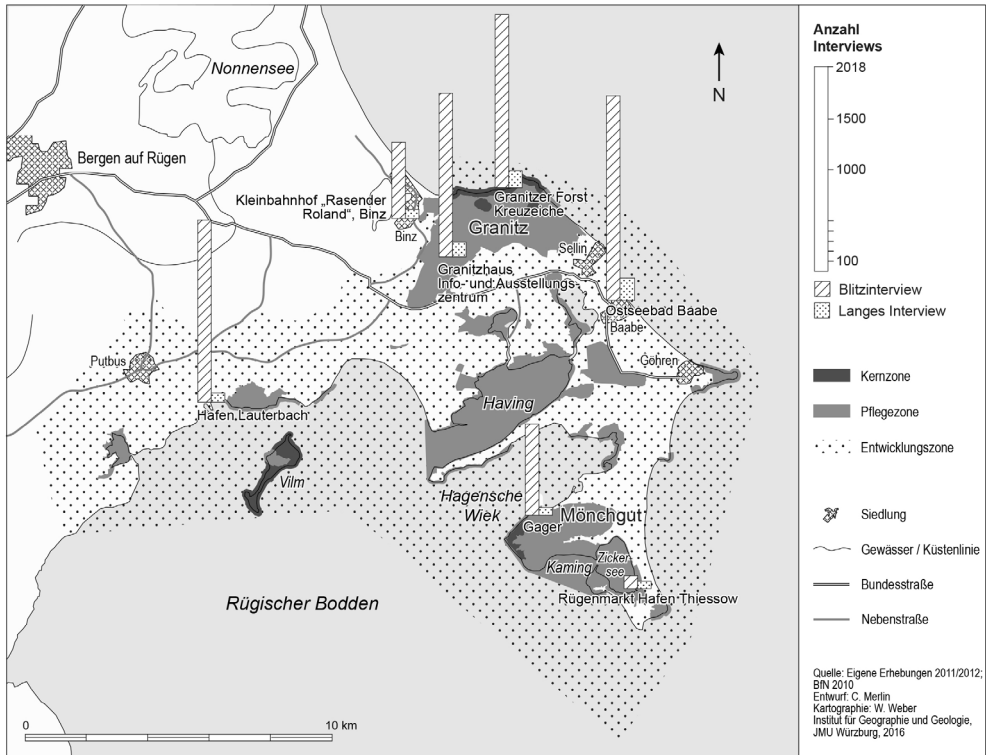 Nonnensee
Bergen auf Rügen
N
Kleinbahnhof „Rasender
Roland“, Binz
Binz
Granitzer Forst
Kreuzeiche
Granitz
Sellin
Granitzhaus
Info- und Ausstellungs-
zentrum
Ostseebad Baabe
Baabe
Putbus
Göhren
Hafen Lauterbach
Having
Vilm
Hagensche
Wiek
Mönchgut
Gager
Zicker
see
Kaming
Rügenmarkt Hafen Thiessow
Rügischer Bodden
0 10 km
Anzahl
Interviews
2018
1500
1000
100
Blitzinterview
Langes Interview
Kernzone
Pflegezone
Entwicklungszone
Siedlung
Gewässer / Küstenlinie
Bundesstraße
Nebenstraße
Quelle: Eigene Erhebungen 2011/2012;
BfN 2010
Entwurf: C. Merlin
Kartographie: W. Weber
Institut für Geographie und Geologie,
JMU Würzburg, 2016